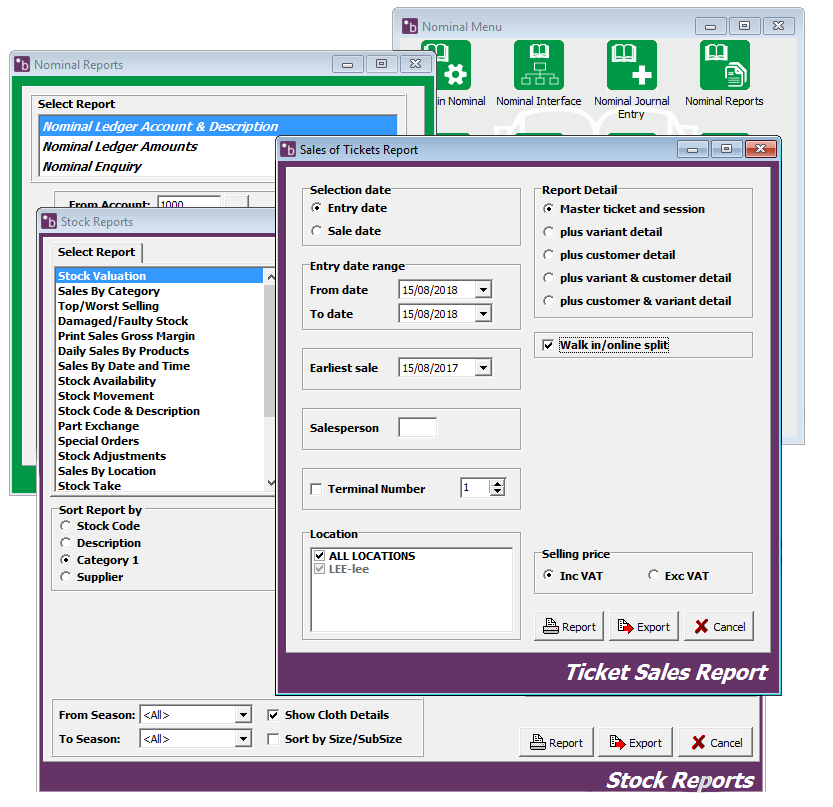 Nominal Menu
in Nominal
Nominal Interface
Nominal Journal
Entry
Nominal Reports
Nominal Reports
Select Report
Nominal Ledger Account & Description
Nominal Ledger Amounts
Nominal Enquiry
From Account: 1000
Stock Reports
Select Report
Stock Valuation
Sales By Category
Top/Worst Selling
Damaged/Faulty Stock
Print Sales Gross Margin
Daily Sales By Products
Sales By Date and Time
Stock Availability
Stock Movement
Stock Code & Description
Part Exchange
Special Orders
Stock Adjustments
Sales By Location
Stock Take
Sort Report by
Stock Code
Description
Category 1
Supplier
From Season: <All>
To Season: <All>
Show Cloth Details
Sort by Size/SubSize
Report
Export
Cancel
Stock Reports
Sales of Tickets Report
Selection date
Entry date
Sale date
Entry date range
From date 15/08/2018
To date 15/08/2018
Earliest sale 15/08/2017
Salesperson
Terminal Number 1
Location
ALL LOCATIONS
LEE-lee
Report Detail
Master ticket and session
plus variant detail
plus customer detail
plus variant & customer detail
plus customer & variant detail
Walk in/online split
Selling price
Inc VAT
Exc VAT
Report
Export
Cancel
Ticket Sales Report